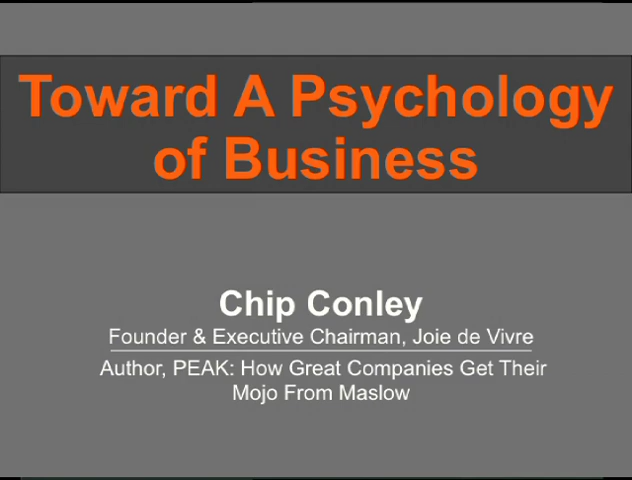 Toward A Psychology
of Business
Chip Conley
Founder & Executive Chairman, Joie de Vivre
Author, PEAK: How Great Companies Get Their
Mojo From Maslow